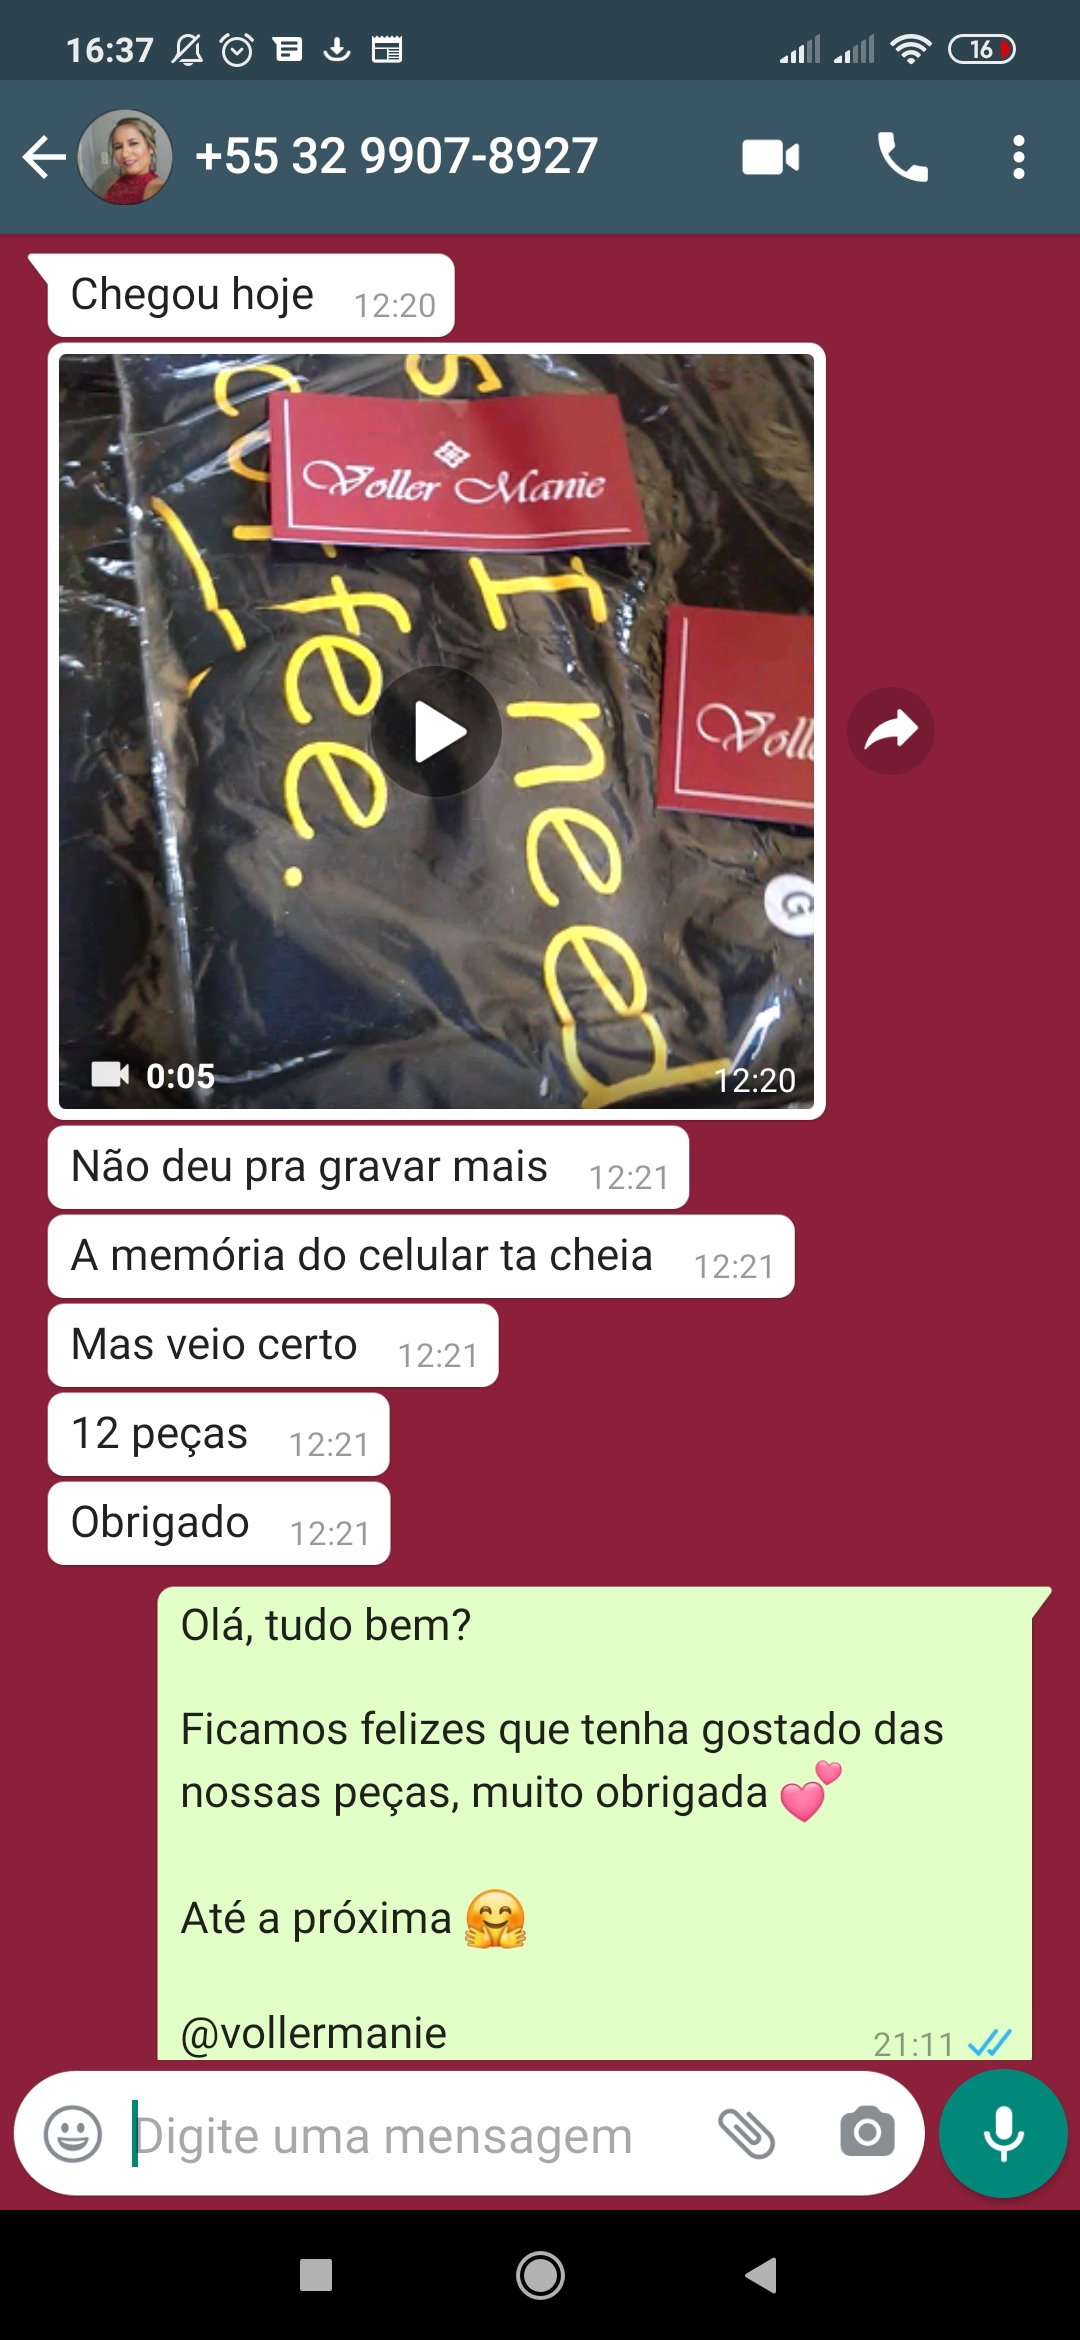 16:37
16
+55 32 9907-8927
Chegou hoje 12:20
Voller Manie
I need
coffee.
G
0:05 12:20
Não deu pra gravar mais 12:21
A memória do celular ta cheia 12:21
Mas veio certo 12:21
12 peças 12:21
Obrigado 12:21
Olá, tudo bem?
Ficamos felizes que tenha gostado das
nossas peças, muito obrigada 💕
Até a próxima 🤗
@vollermanie 21:11
Digite uma mensagem